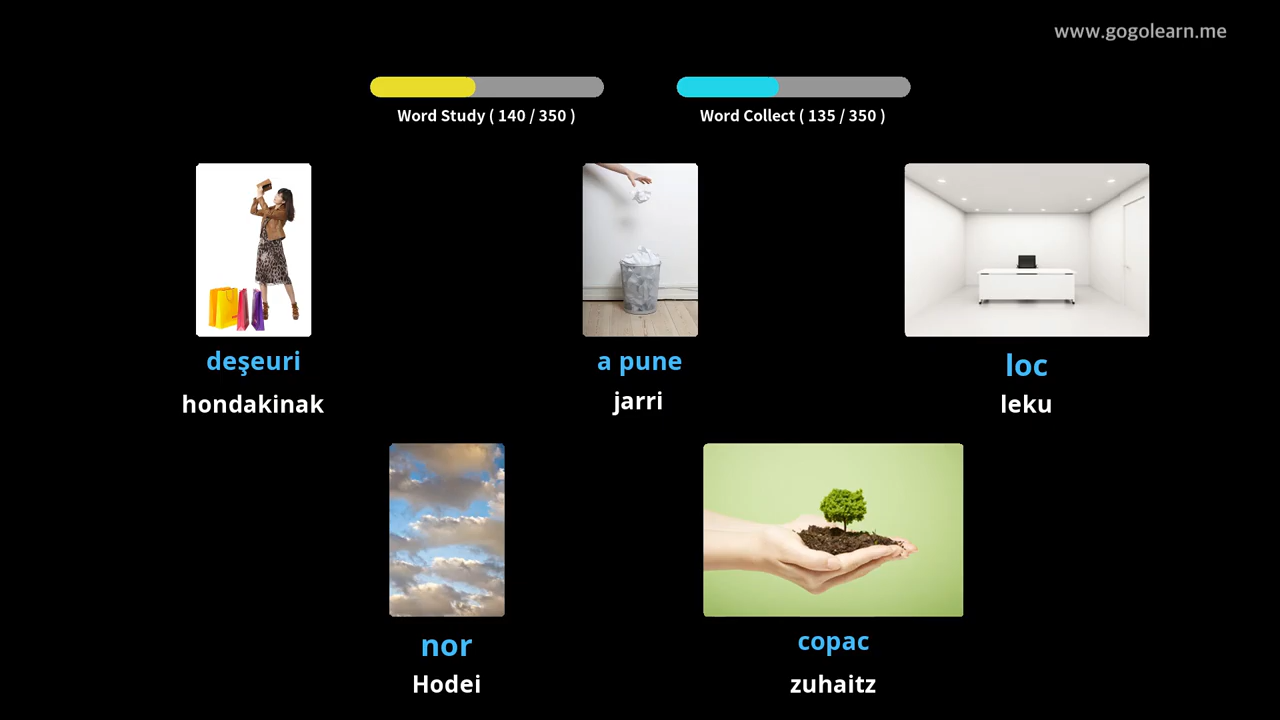 www.gogolearn.me
Word Study ( 140 / 350 )
Word Collect ( 135 / 350 )
deşeuri
a pune
loc
hondakinak
jarri
leku
nor
copac
Hodei
zuhaitz